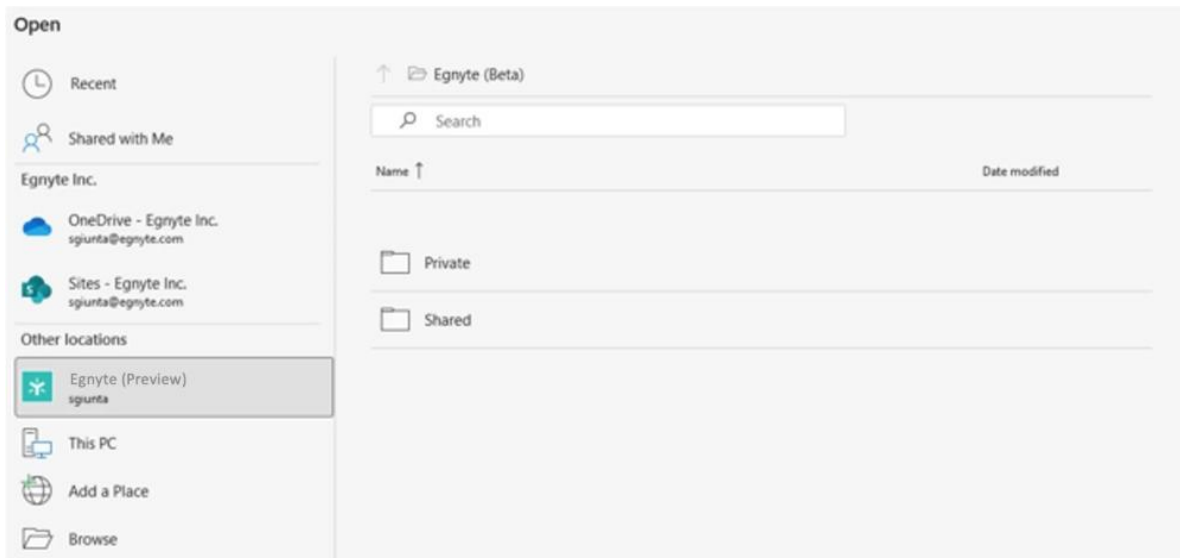 Open
Recent
Shared with Me
Egnyte Inc.
OneDrive - Egnyte Inc.
sgiunta@egnyte.com
Sites - Egnyte Inc.
sgiunta@egnyte.com
Other locations
Egnyte (Preview)
sgiunta
This PC
Add a Place
Browse
Egnyte (Beta)
Search
Name ↑ Date modified
Private
Shared